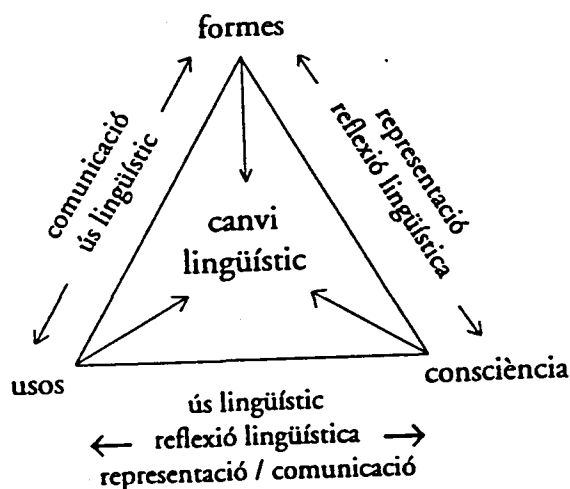 formes
comunicació
ús lingüístic
representació
reflexió lingüística
canvi
lingüístic
usos
consciència
ús lingüístic
reflexió lingüística
representació / comunicació